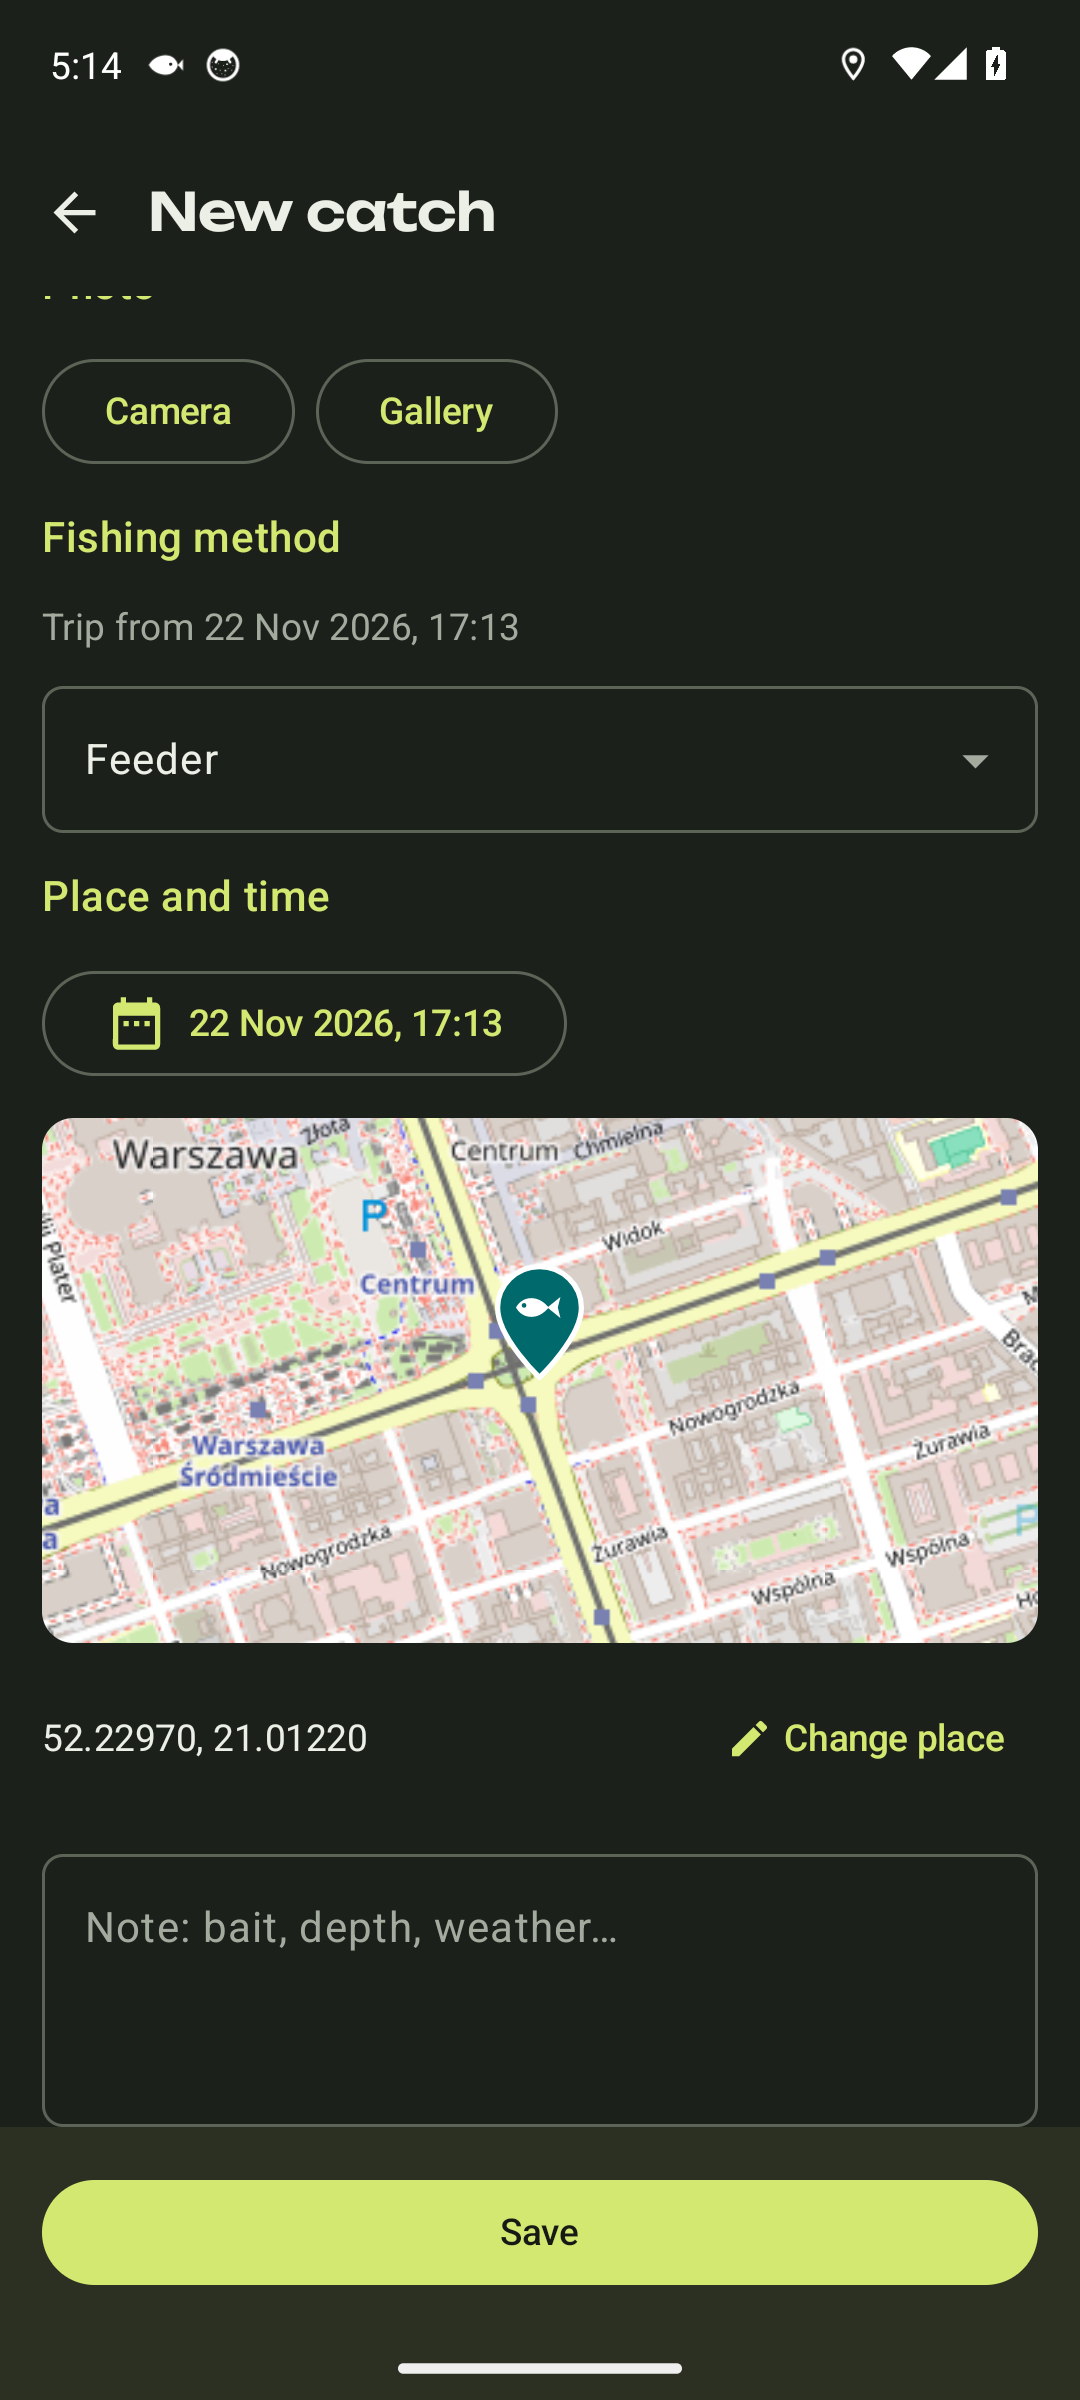 5:14
New catch
Photo
Camera
Gallery
Fishing method
Trip from 22 Nov 2026, 17:13
Feeder
Place and time
22 Nov 2026, 17:13
Złota
Warszawa
Centrum
Chmielna
P
Widok
Plater
Centrum
Nowogrodzka
Żurawia
Warszawa
Śródmieście
a
a
P
Nowogrodzka
Żurawia
Wspólna
Wspólna
52.22970, 21.01220
Change place
Note: bait, depth, weather…
Save